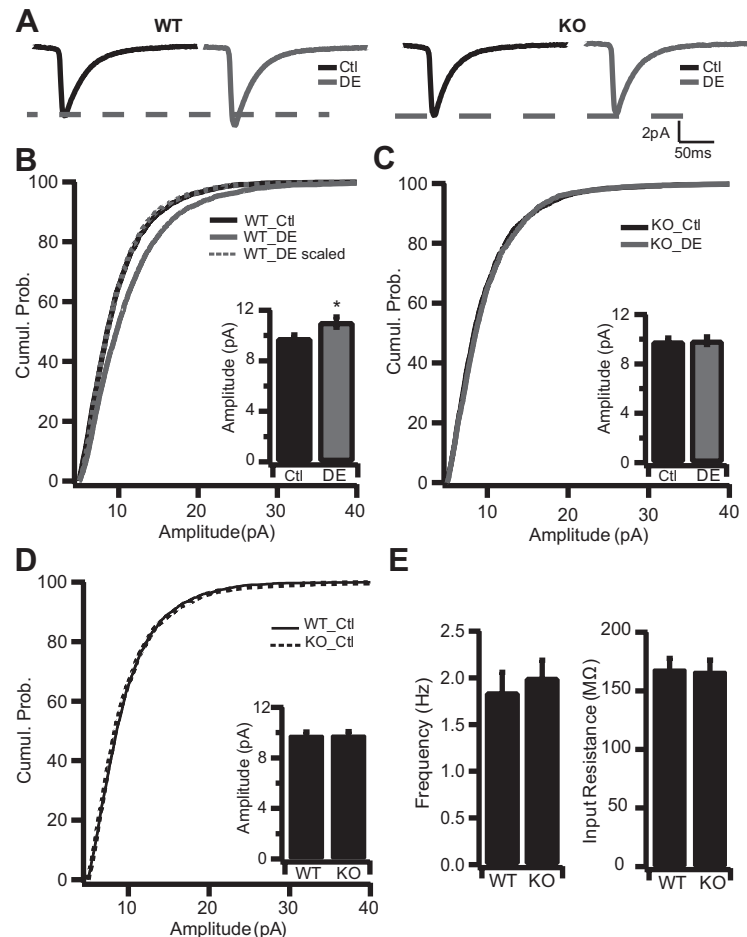 A
WT
KO
Ctl
DE
Ctl
DE
2pA
50ms
B
100
80
60
40
20
0
Cumul. Prob.
WT_Ctl
WT_DE
WT_DE scaled
12
8
4
0
Amplitude (pA)
*
Ctl
DE
10
20
30
40
Amplitude(pA)
C
100
80
60
40
20
0
Cumul. Prob.
KO_Ctl
KO_DE
12
8
4
0
Amplitude (pA)
Ctl
DE
10
20
30
40
Amplitude (pA)
D
100
80
60
40
20
0
Cumul. Prob.
WT_Ctl
KO_Ctl
12
8
4
0
Amplitude (pA)
WT
KO
10
20
30
40
Amplitude (pA)
E
2.5
2.0
1.5
1.0
0.5
0.0
Frequency (Hz)
WT
KO
200
150
100
50
0
Input Resistance (MΩ)
WT
KO